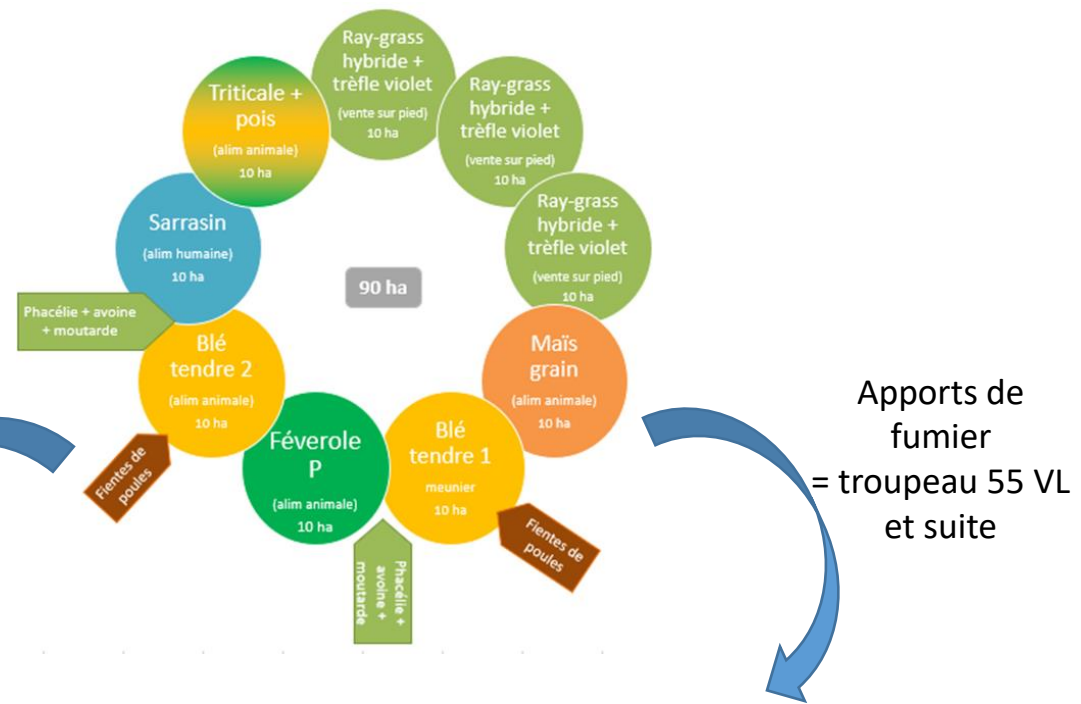 Ray-grass
hybride +
trèfle violet
(vente sur pied)
10 ha
Ray-grass
hybride +
trèfle violet
(vente sur pied)
10 ha
Ray-grass
hybride +
trèfle violet
(vente sur pied)
10 ha
Maïs
grain
(alim animale)
10 ha
Blé
tendre 1
meunier
10 ha
Fientes de
poules
Phacélie +
avoine +
moutarde
Féverole
P
(alim animale)
10 ha
Blé
tendre 2
(alim animale)
10 ha
Fientes de
poules
Phacélie + avoine
+ moutarde
Sarrasin
(alim humaine)
10 ha
Triticale +
pois
(alim animale)
10 ha
90 ha
Apports de
fumier
= troupeau 55 VL
et suite